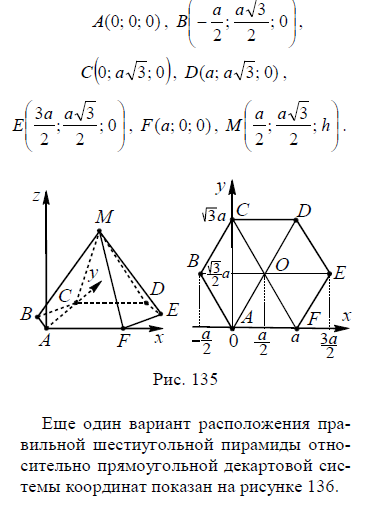 A(0; 0; 0) , B(−a/2; a√3/2; 0) ,
C(0; a√3; 0), D(a; a√3; 0) ,
E(3a/2; a√3/2; 0) , F(a; 0; 0) , M(a/2; a√3/2; h) .
z
M
y
C
D
B
E
A
F
x
y
√3a
C
D
B
√3/2 a
O
E
A
F
x
−a/2
0
a/2
a
3a/2
Рис. 135
Еще один вариант расположения пра-
вильной шестиугольной пирамиды отно-
сительно прямоугольной декартовой сис-
темы координат показан на рисунке 136.